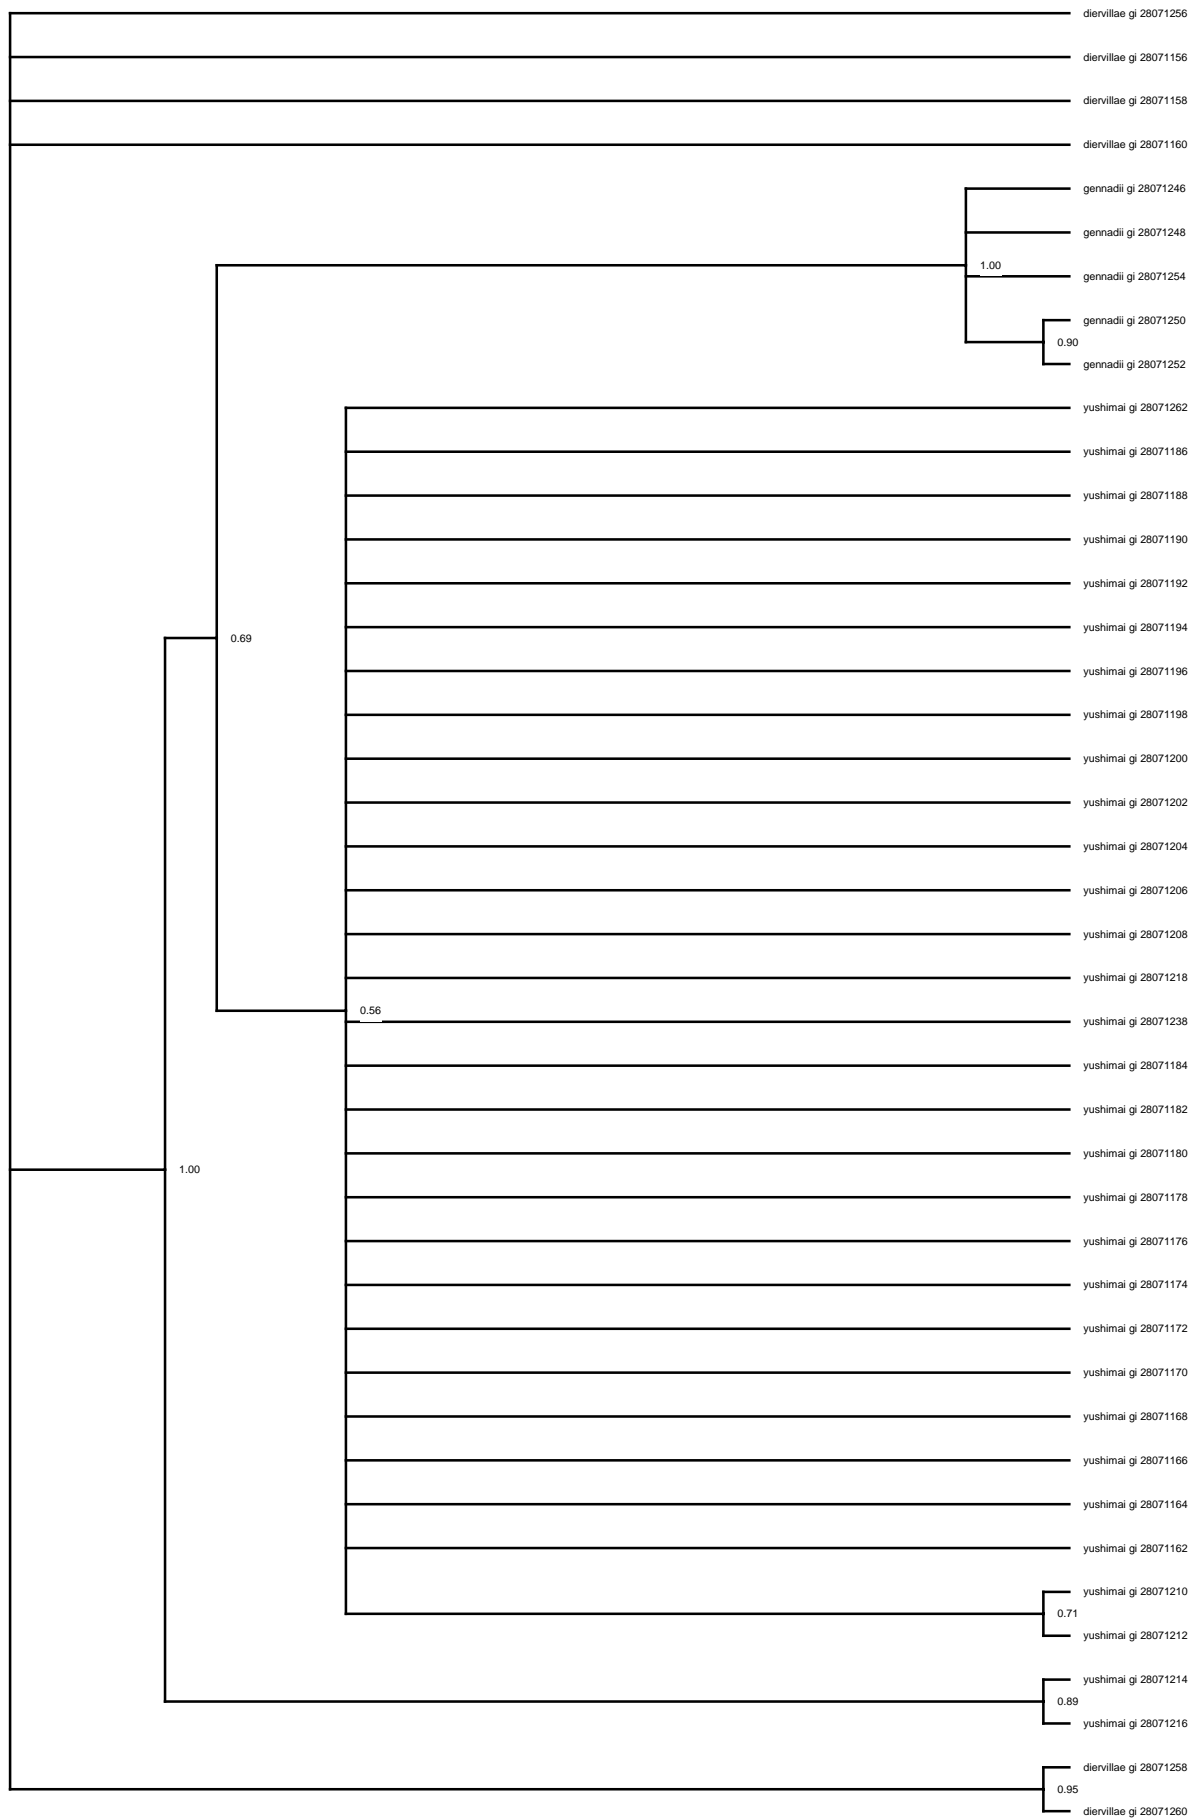 diervillae gi 28071256
diervillae gi 28071156
diervillae gi 28071158
diervillae gi 28071160
gennadii gi 28071246
gennadii gi 28071248
1.00
gennadii gi 28071254
gennadii gi 28071250
0.90
gennadii gi 28071252
yushimai gi 28071262
yushimai gi 28071186
yushimai gi 28071188
yushimai gi 28071190
yushimai gi 28071192
yushimai gi 28071194
0.69
yushimai gi 28071196
yushimai gi 28071198
yushimai gi 28071200
yushimai gi 28071202
yushimai gi 28071204
yushimai gi 28071206
yushimai gi 28071208
yushimai gi 28071218
0.56
yushimai gi 28071238
yushimai gi 28071184
yushimai gi 28071182
yushimai gi 28071180
1.00
yushimai gi 28071178
yushimai gi 28071176
yushimai gi 28071174
yushimai gi 28071172
yushimai gi 28071170
yushimai gi 28071168
yushimai gi 28071166
yushimai gi 28071164
yushimai gi 28071162
yushimai gi 28071210
0.71
yushimai gi 28071212
yushimai gi 28071214
0.89
yushimai gi 28071216
diervillae gi 28071258
0.95
diervillae gi 28071260